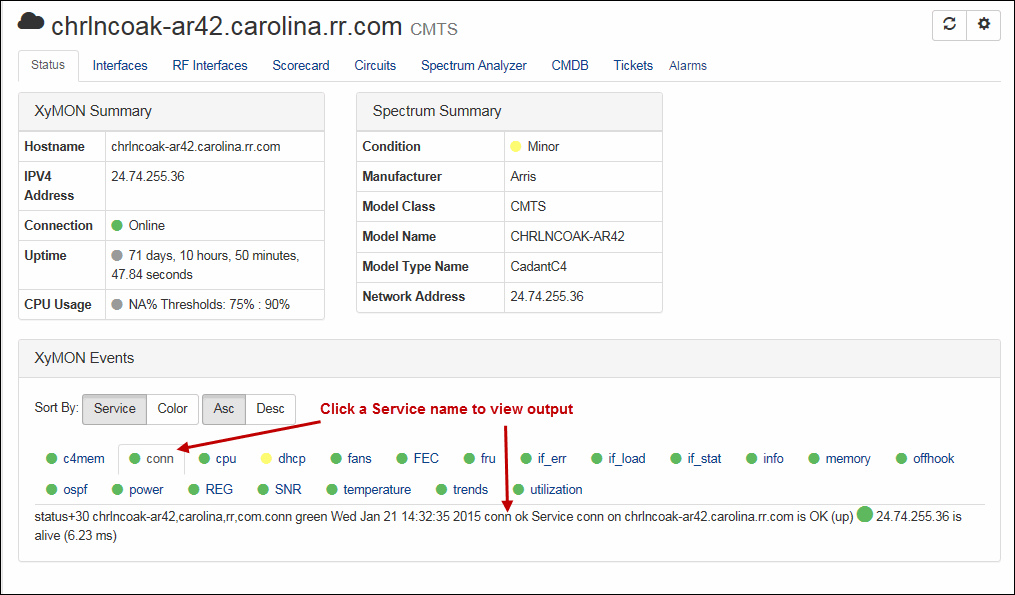 chrlncoak-ar42.carolina.rr.com CMTS
Status Interfaces RF Interfaces Scorecard Circuits Spectrum Analyzer CMDB Tickets Alarms
XyMON Summary
Hostname chrlncoak-ar42.carolina.rr.com
IPV4 Address 24.74.255.36
Connection Online
Uptime 71 days, 10 hours, 50 minutes,
47.84 seconds
CPU Usage NA% Thresholds: 75% : 90%
Spectrum Summary
Condition Minor
Manufacturer Arris
Model Class CMTS
Model Name CHRLNCOAK-AR42
Model Type Name CadantC4
Network Address 24.74.255.36
XyMON Events
Sort By: Service Color Asc Desc
Click a Service name to view output
c4mem conn cpu dhcp fans FEC fru if_err if_load if_stat info memory offhook
ospf power REG SNR temperature trends utilization
status+30 chrlncoak-ar42,carolina,rr,com.conn green Wed Jan 21 14:32:35 2015 conn ok Service conn on chrlncoak-ar42.carolina.rr.com is OK (up) 24.74.255.36 is
alive (6.23 ms)